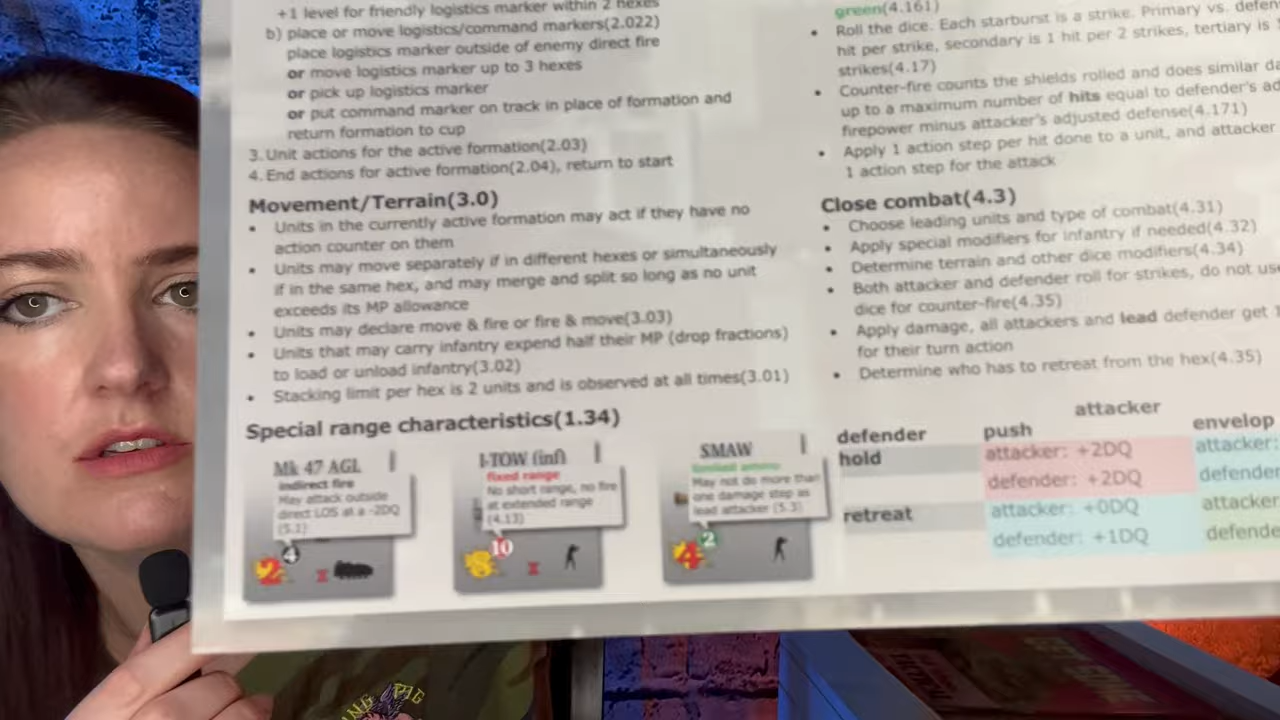 +1 level for friendly logistics marker within 2 hexes
b) place or move logistics/command markers(2.022)
place logistics marker outside of enemy direct fire
or move logistics marker up to 3 hexes
or pick up logistics marker
or put command marker on track in place of formation and
return formation to cup
3. Unit actions for the active formation(2.03)
4. End actions for active formation(2.04), return to start
Movement/Terrain(3.0)
• Units in the currently active formation may act if they have no
action counter on them
• Units may move separately if in different hexes or simultaneously
if in the same hex, and may merge and split so long as no unit
exceeds its MP allowance
• Units may declare move & fire or fire & move(3.03)
• Units that may carry infantry expend half their MP (drop fractions)
to load or unload infantry(3.02)
• Stacking limit per hex is 2 units and is observed at all times(3.01)
Special range characteristics(1.34)
Mk 47 AGL
indirect fire
May attack outside
direct LOS at a -2DQ
(5.1)
4
2
I-TOW (inf)
fixed range
No short range, no fire
at extended range
(4.13)
10
8
SMAW
limited ammo
May not do more than
one damage step as
lead attacker (5.3)
2
4
green(4.161)
• Roll the dice. Each starburst is a strike. Primary vs. defen
hit per strike, secondary is 1 hit per 2 strikes, tertiary is
strikes(4.17)
• Counter-fire counts the shields rolled and does similar da
up to a maximum number of hits equal to defender's ad
firepower minus attacker's adjusted defense(4.171)
• Apply 1 action step per hit done to a unit, and attacker
1 action step for the attack
Close combat(4.3)
• Choose leading units and type of combat(4.31)
• Apply special modifiers for infantry if needed(4.32)
• Determine terrain and other dice modifiers(4.34)
• Both attacker and defender roll for strikes, do not use
dice for counter-fire(4.35)
• Apply damage, all attackers and lead defender get 1
for their turn action
• Determine who has to retreat from the hex(4.35)
attacker
defender push envelop
hold attacker: +2DQ attacker:
defender: +2DQ defende
retreat attacker: +0DQ attacker
defender: +1DQ defende